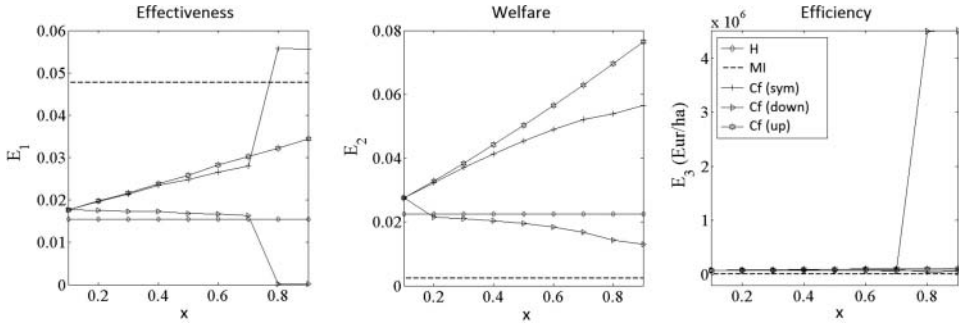 Effectiveness
0.06
0.05
0.04
0.03
0.02
0.01
0
E1
0.2 0.4 0.6 0.8
x
Welfare
0.08
0.06
0.04
0.02
0
E2
0.2 0.4 0.6 0.8
x
Efficiency
x 10^6
4
3
2
1
0
E3 (Eur/ha)
H
MI
Cf (sym)
Cf (down)
Cf (up)
0.2 0.4 0.6 0.8
x